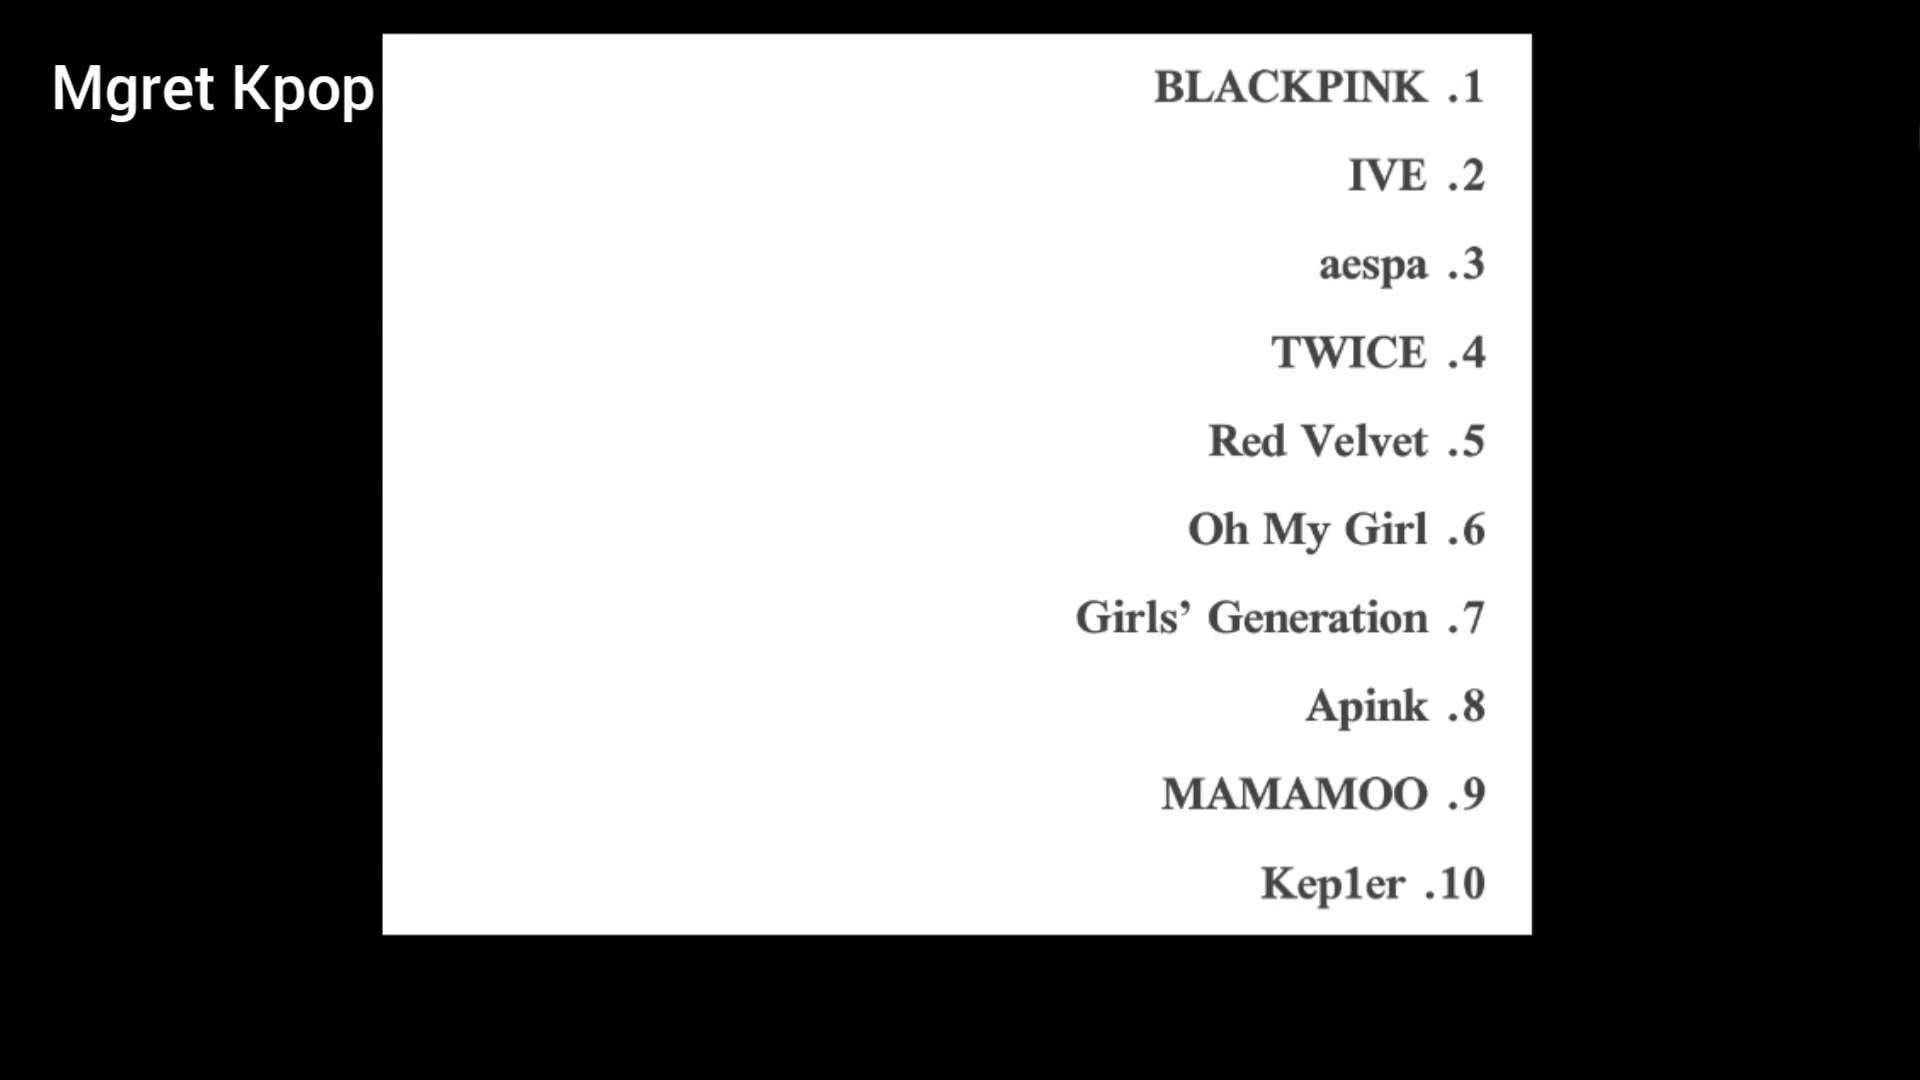 Mgret Kpop
BLACKPINK .1
IVE .2
aespa .3
TWICE .4
Red Velvet .5
Oh My Girl .6
Girls’ Generation .7
Apink .8
MAMAMOO .9
Kep1er .10